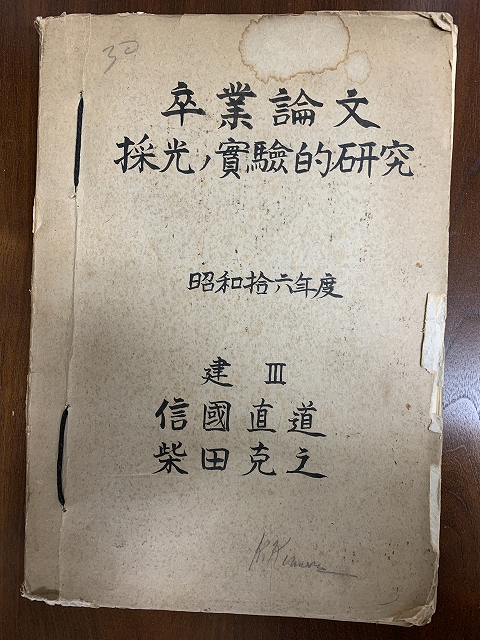 30
卒業論文
採光ノ實驗的研究
昭和拾六年度
建 III
信國直道
柴田克之